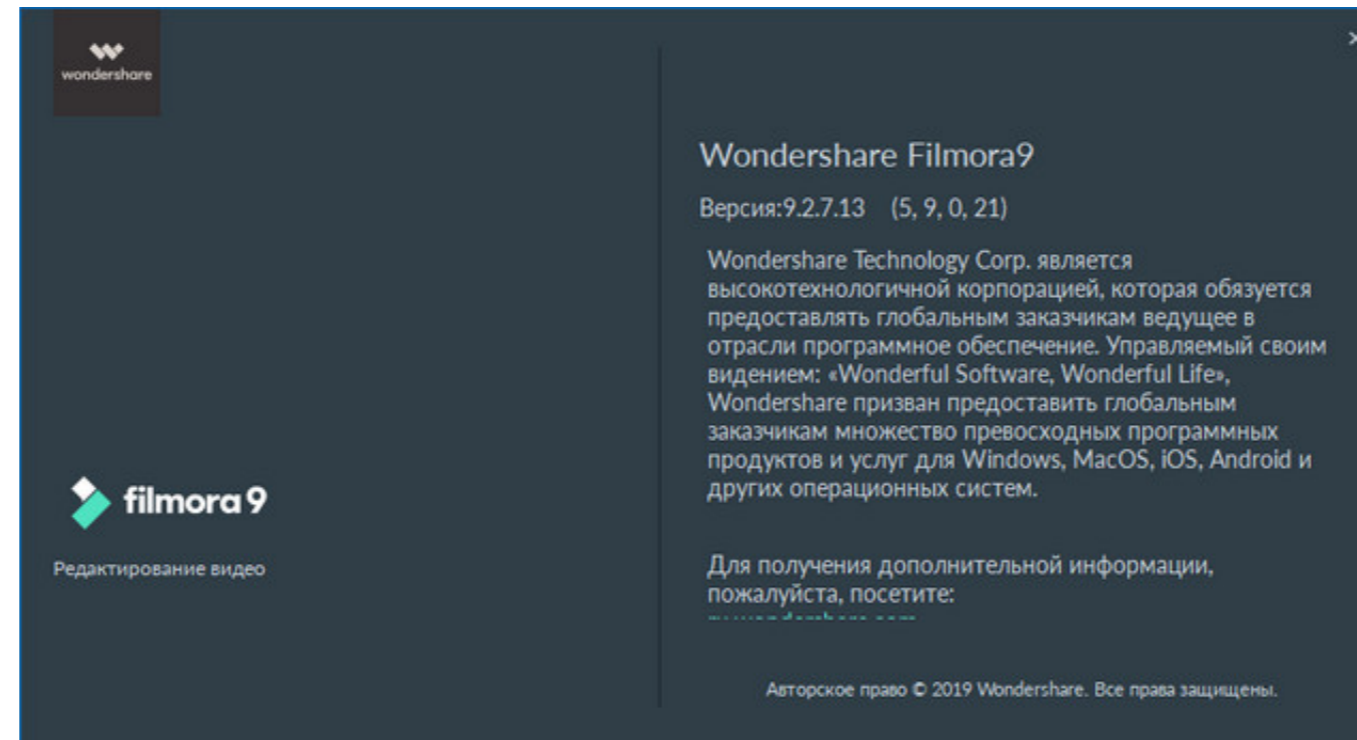 wondershare
Wondershare Filmora9
Версия:9.2.7.13 (5, 9, 0, 21)
Wondershare Technology Corp. является
высокотехнологичной корпорацией, которая обязуется
предоставлять глобальным заказчикам ведущее в
отрасли программное обеспечение. Управляемый своим
видением: «Wonderful Software, Wonderful Life»,
Wondershare призван предоставить глобальным
заказчикам множество превосходных программных
продуктов и услуг для Windows, MacOS, iOS, Android и
других операционных систем.
filmora 9
Редактирование видео
Для получения дополнительной информации,
пожалуйста, посетите:
Авторское право © 2019 Wondershare. Все права защищены.